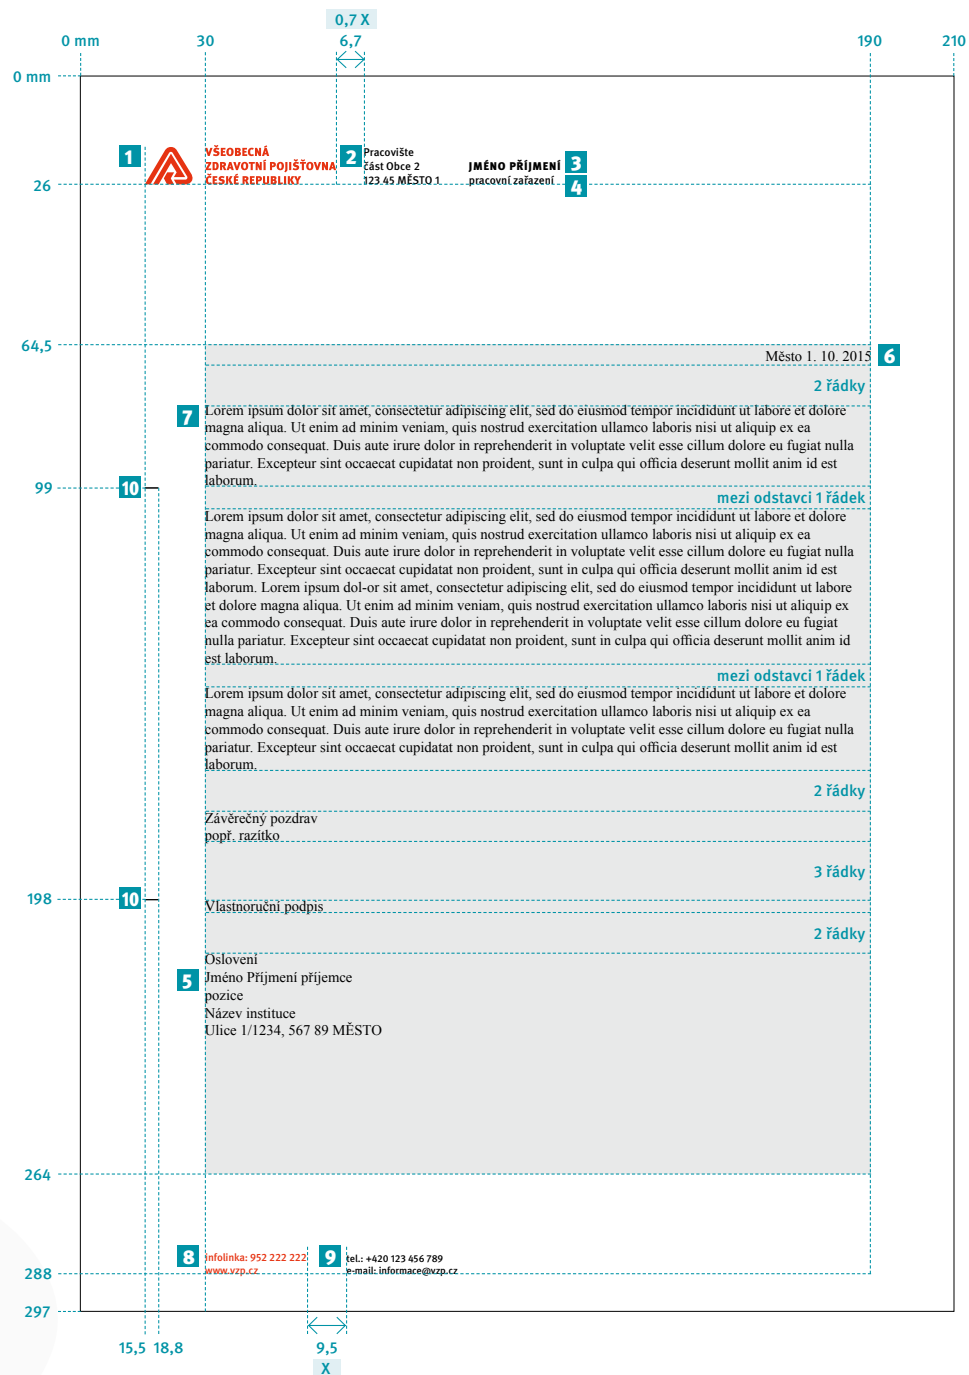 0,7 X
0 mm 30 6,7 190 210
0 mm
1 VŠEOBECNÁ
ZDRAVOTNÍ POJIŠŤOVNA
ČESKÉ REPUBLIKY
2 Pracoviště
část Obce 2
123 45 MĚSTO 1
JMÉNO PŘÍJMENÍ 3
pracovní zařazení 4
26
64,5
Město 1. 10. 2015 6
2 řádky
7 Lorem ipsum dolor sit amet, consectetur adipiscing elit, sed do eiusmod tempor incididunt ut labore et dolore
magna aliqua. Ut enim ad minim veniam, quis nostrud exercitation ullamco laboris nisi ut aliquip ex ea
commodo consequat. Duis aute irure dolor in reprehenderit in voluptate velit esse cillum dolore eu fugiat nulla
pariatur. Excepteur sint occaecat cupidatat non proident, sunt in culpa qui officia deserunt mollit anim id est
laborum.
99 10
mezi odstavci 1 řádek
Lorem ipsum dolor sit amet, consectetur adipiscing elit, sed do eiusmod tempor incididunt ut labore et dolore
magna aliqua. Ut enim ad minim veniam, quis nostrud exercitation ullamco laboris nisi ut aliquip ex ea
commodo consequat. Duis aute irure dolor in reprehenderit in voluptate velit esse cillum dolore eu fugiat nulla
pariatur. Excepteur sint occaecat cupidatat non proident, sunt in culpa qui officia deserunt mollit anim id est
laborum. Lorem ipsum dol-or sit amet, consectetur adipiscing elit, sed do eiusmod tempor incididunt ut labore
et dolore magna aliqua. Ut enim ad minim veniam, quis nostrud exercitation ullamco laboris nisi ut aliquip ex
ea commodo consequat. Duis aute irure dolor in reprehenderit in voluptate velit esse cillum dolore eu fugiat
nulla pariatur. Excepteur sint occaecat cupidatat non proident, sunt in culpa qui officia deserunt mollit anim id
est laborum.
mezi odstavci 1 řádek
Lorem ipsum dolor sit amet, consectetur adipiscing elit, sed do eiusmod tempor incididunt ut labore et dolore
magna aliqua. Ut enim ad minim veniam, quis nostrud exercitation ullamco laboris nisi ut aliquip ex ea
commodo consequat. Duis aute irure dolor in reprehenderit in voluptate velit esse cillum dolore eu fugiat nulla
pariatur. Excepteur sint occaecat cupidatat non proident, sunt in culpa qui officia deserunt mollit anim id est
laborum.
2 řádky
Závěrečný pozdrav
popř. razítko
3 řádky
198 10
Vlastnoruční podpis
2 řádky
Oslovení
5 Jméno Příjmení příjemce
pozice
Název instituce
Ulice 1/1234, 567 89 MĚSTO
264
8 infolinka: 952 222 222
www.vzp.cz
9 tel.: +420 123 456 789
e-mail: informace@vzp.cz
288
297
15,5 18,8 9,5
X